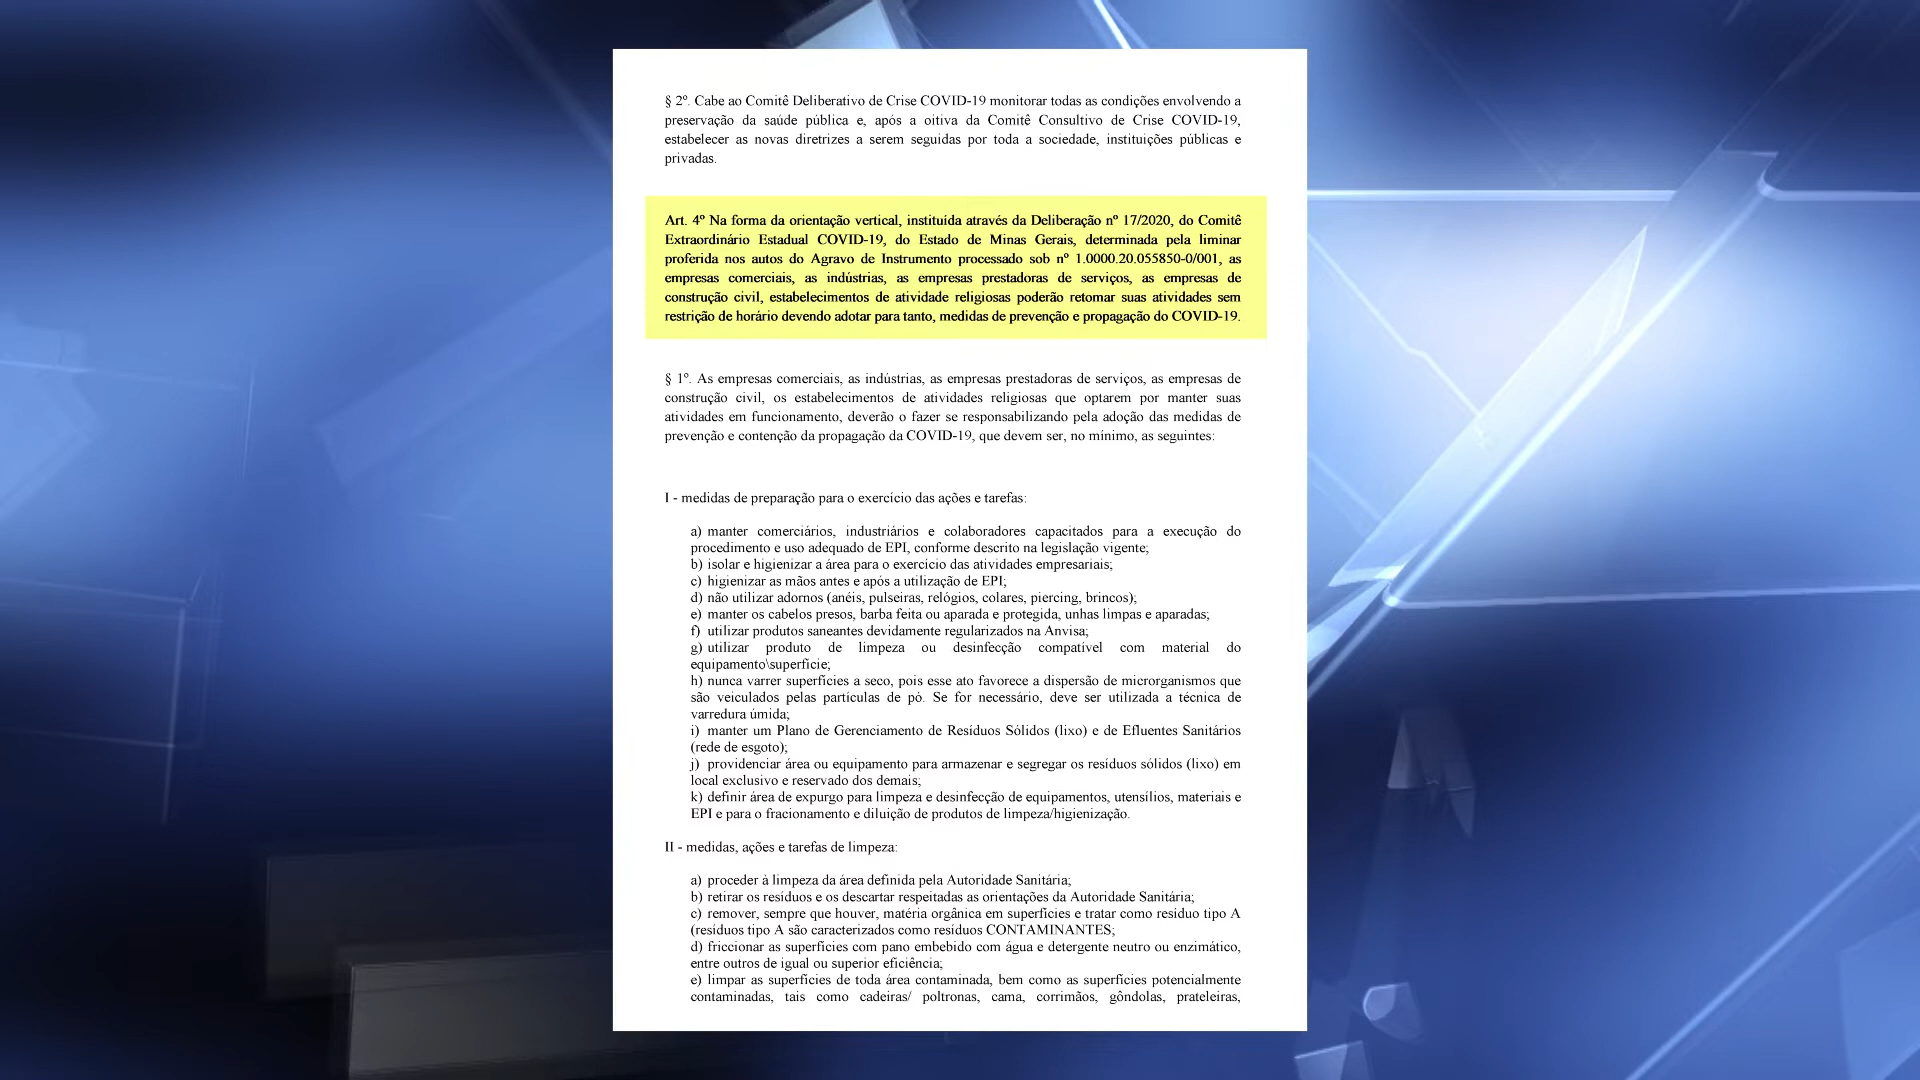 § 2º. Cabe ao Comitê Deliberativo de Crise COVID-19 monitorar todas as condições envolvendo a
preservação da saúde pública e, após a oitiva da Comitê Consultivo de Crise COVID-19,
estabelecer as novas diretrizes a serem seguidas por toda a sociedade, instituições públicas e
privadas.
Art. 4º Na forma da orientação vertical, instituída através da Deliberação nº 17/2020, do Comitê
Extraordinário Estadual COVID-19, do Estado de Minas Gerais, determinada pela liminar
proferida nos autos do Agravo de Instrumento processado sob nº 1.0000.20.055850-0/001, as
empresas comerciais, as indústrias, as empresas prestadoras de serviços, as empresas de
construção civil, estabelecimentos de atividade religiosas poderão retomar suas atividades sem
restrição de horário devendo adotar para tanto, medidas de prevenção e propagação do COVID-19.
§ 1º. As empresas comerciais, as indústrias, as empresas prestadoras de serviços, as empresas de
construção civil, os estabelecimentos de atividades religiosas que optarem por manter suas
atividades em funcionamento, deverão o fazer se responsabilizando pela adoção das medidas de
prevenção e contenção da propagação da COVID-19, que devem ser, no mínimo, as seguintes:
I - medidas de preparação para o exercício das ações e tarefas:
a) manter comerciários, industriários e colaboradores capacitados para a execução do
procedimento e uso adequado de EPI, conforme descrito na legislação vigente;
b) isolar e higienizar a área para o exercício das atividades empresariais;
c) higienizar as mãos antes e após a utilização de EPI;
d) não utilizar adornos (anéis, pulseiras, relógios, colares, piercing, brincos);
e) manter os cabelos presos, barba feita ou aparada e protegida, unhas limpas e aparadas;
f) utilizar produtos saneantes devidamente regularizados na Anvisa;
g) utilizar produto de limpeza ou desinfecção compatível com material do
equipamento\superfície;
h) nunca varrer superfícies a seco, pois esse ato favorece a dispersão de microrganismos que
são veiculados pelas partículas de pó. Se for necessário, deve ser utilizada a técnica de
varredura úmida;
i) manter um Plano de Gerenciamento de Resíduos Sólidos (lixo) e de Efluentes Sanitários
(rede de esgoto);
j) providenciar área ou equipamento para armazenar e segregar os resíduos sólidos (lixo) em
local exclusivo e reservado dos demais;
k) definir área de expurgo para limpeza e desinfecção de equipamentos, utensílios, materiais e
EPI e para o fracionamento e diluição de produtos de limpeza/higienização.
II - medidas, ações e tarefas de limpeza:
a) proceder à limpeza da área definida pela Autoridade Sanitária;
b) retirar os resíduos e os descartar respeitadas as orientações da Autoridade Sanitária;
c) remover, sempre que houver, matéria orgânica em superfícies e tratar como resíduo tipo A
(resíduos tipo A são caracterizados como resíduos CONTAMINANTES;
d) friccionar as superfícies com pano embebido com água e detergente neutro ou enzimático,
entre outros de igual ou superior eficiência;
e) limpar as superfícies de toda área contaminada, bem como as superfícies potencialmente
contaminadas, tais como cadeiras/ poltronas, cama, corrimãos, gôndolas, prateleiras,